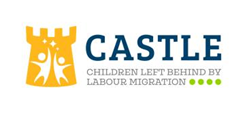 CASTLE
CHILDREN LEFT BEHIND BY
LABOUR MIGRATION